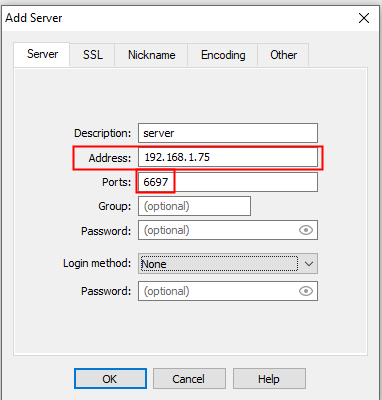 Add Server
Server SSL Nickname Encoding Other
Description: server
Address: 192.168.1.75
Ports: 6697
Group: (optional)
Password: (optional)
Login method: None
Password: (optional)
OK Cancel Help